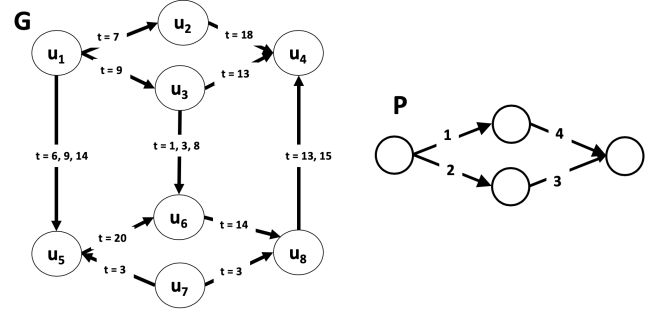 G
u2
t = 7
t = 18
u1
u4
t = 9
t = 13
u3
P
1
4
t = 1, 3, 8
t = 6, 9, 14
t = 13, 15
2
3
u6
t = 14
t = 20
u5
u8
t = 3
t = 3
u7